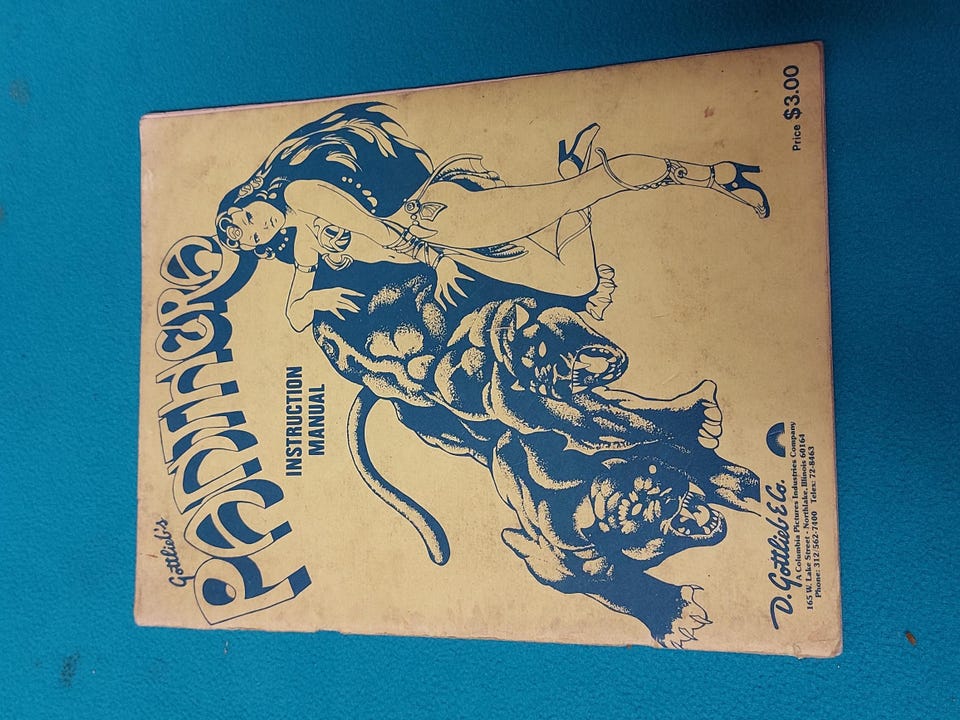 Gottlieb's
PANTHERA
INSTRUCTION
MANUAL
D. Gottlieb & Co.
A Columbia Pictures Industries Company
165 W. Lake Street - Northlake, Illinois 60164
Phone: 312/562-7400 Telex: 72-8463
Price $3.00